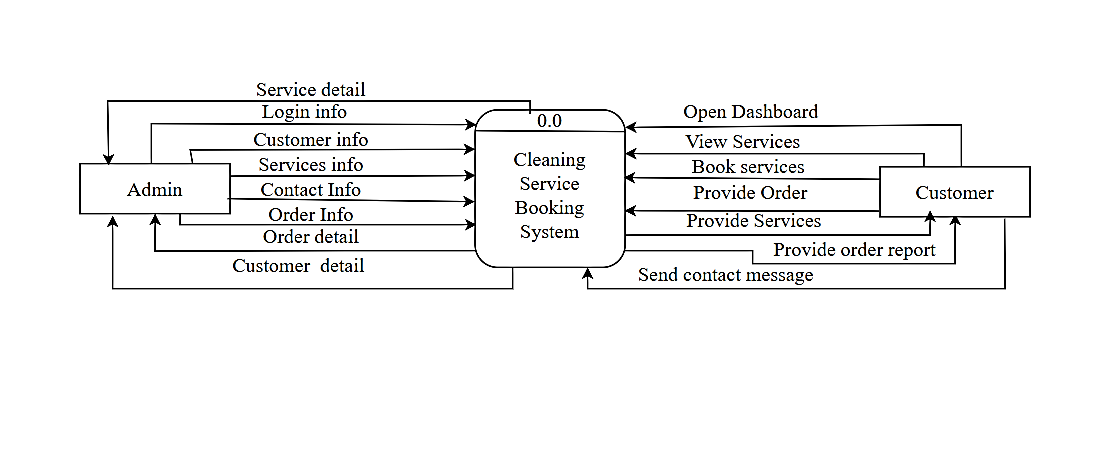 Service detail
Login info
Customer info
Services info
Contact Info
Order Info
Order detail
Customer detail
Admin
0.0
Cleaning
Service
Booking
System
Open Dashboard
View Services
Book services
Provide Order
Provide Services
Provide order report
Send contact message
Customer